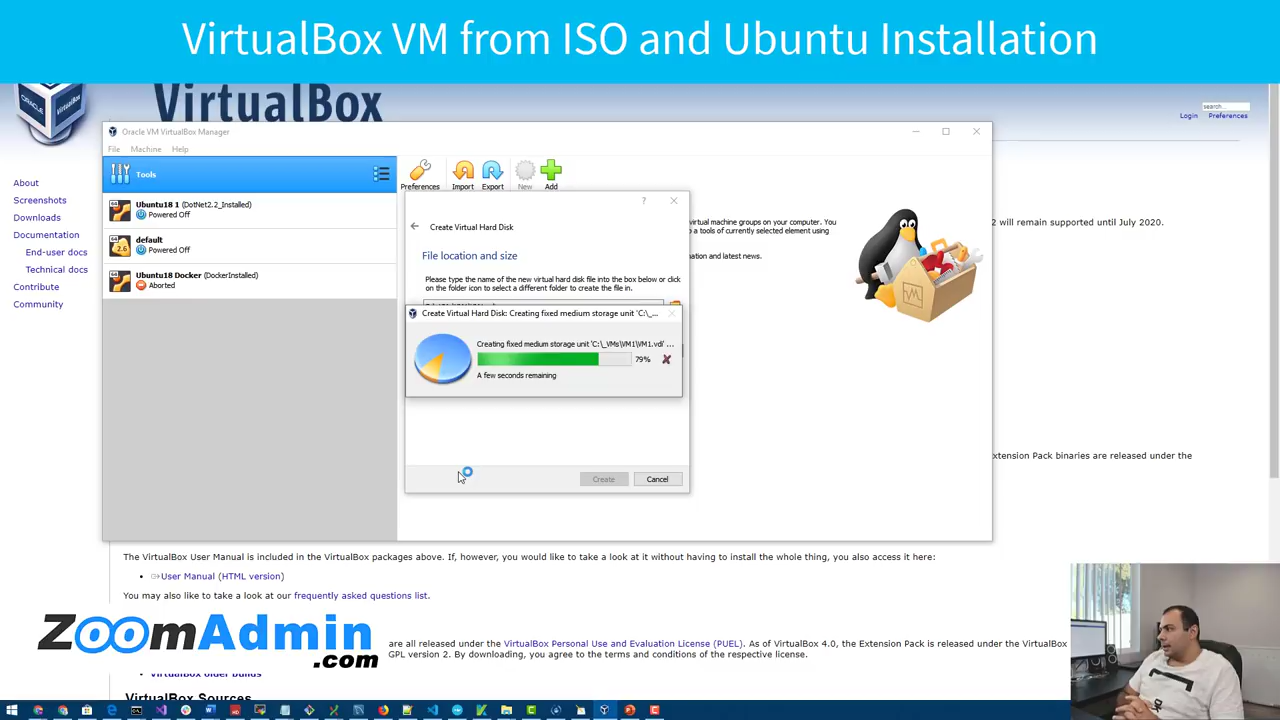 VirtualBox VM from ISO and Ubuntu Installation
VirtualBox
ORACLE
VirtualBox
search...
Login Preferences
About
Screenshots
Downloads
Documentation
End-user docs
Technical docs
Contribute
Community
Oracle VM VirtualBox Manager
File Machine Help
Tools
Preferences Import Export New Add
Ubuntu18 1 (DotNet2.2_Installed)
Powered Off
default
Powered Off
Ubuntu18 Docker (DockerInstalled)
Aborted
virtual machine groups on your computer. You
a tools of currently selected element using
mation and latest news.
2 will remain supported until July 2020.
? 
Create Virtual Hard Disk
File location and size
Please type the name of the new virtual hard disk file into the box below or click
on the folder icon to select a different folder to create the file in.
Create Virtual Hard Disk: Creating fixed medium storage unit 'C:\_...
Creating fixed medium storage unit 'C:\_VMs\VM1\VM1.vdi' ...
79%
A few seconds remaining
Create Cancel
xtension Pack binaries are released under the
The VirtualBox User Manual is included in the VirtualBox packages above. If, however, you would like to take a look at it without having to install the whole thing, you also access it here:
User Manual (HTML version)
You may also like to take a look at our frequently asked questions list.
ZoomAdmin
.com
are all released under the VirtualBox Personal Use and Evaluation License (PUEL). As of VirtualBox 4.0, the Extension Pack is released under the VirtualBox
GPL version 2. By downloading, you agree to the terms and conditions of the respective license.
VirtualBox older builds
VirtualBox Sources